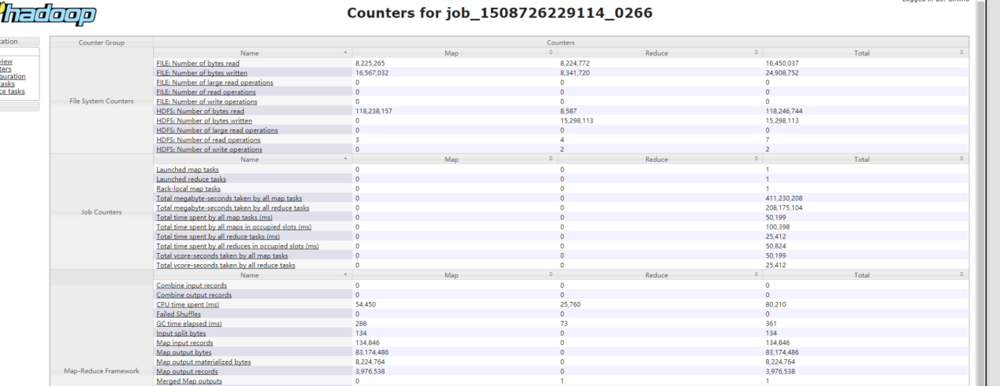 hadoop
Counters for job_1508726229114_0266
Counter Group Counters
File System Counters
Name Map Reduce Total
FILE: Number of bytes read 8,225,265 8,224,772 16,450,037
FILE: Number of bytes written 16,567,032 8,341,720 24,908,752
FILE: Number of large read operations 0 0 0
FILE: Number of read operations 0 0 0
FILE: Number of write operations 0 0 0
HDFS: Number of bytes read 118,238,157 8,587 118,246,744
HDFS: Number of bytes written 0 15,298,113 15,298,113
HDFS: Number of large read operations 0 0 0
HDFS: Number of read operations 3 4 7
HDFS: Number of write operations 0 2 2
Job Counters
Name Map Reduce Total
Launched map tasks 0 0 1
Launched reduce tasks 0 0 1
Rack-local map tasks 0 0 1
Total megabyte-seconds taken by all map tasks 0 0 411,230,208
Total megabyte-seconds taken by all reduce tasks 0 0 208,175,104
Total time spent by all map tasks (ms) 0 0 50,199
Total time spent by all maps in occupied slots (ms) 0 0 100,398
Total time spent by all reduce tasks (ms) 0 0 25,412
Total time spent by all reduces in occupied slots (ms) 0 0 50,824
Total vcore-seconds taken by all map tasks 0 0 50,199
Total vcore-seconds taken by all reduce tasks 0 0 25,412
Map-Reduce Framework
Name Map Reduce Total
Combine input records 0 0 0
Combine output records 0 0 0
CPU time spent (ms) 54,450 25,760 80,210
Failed Shuffles 0 0 0
GC time elapsed (ms) 288 73 361
Input split bytes 134 0 134
Map input records 134,846 0 134,846
Map output bytes 83,174,486 0 83,174,486
Map output materialized bytes 8,224,764 0 8,224,764
Map output records 3,976,538 0 3,976,538
Merged Map outputs 0 1 1